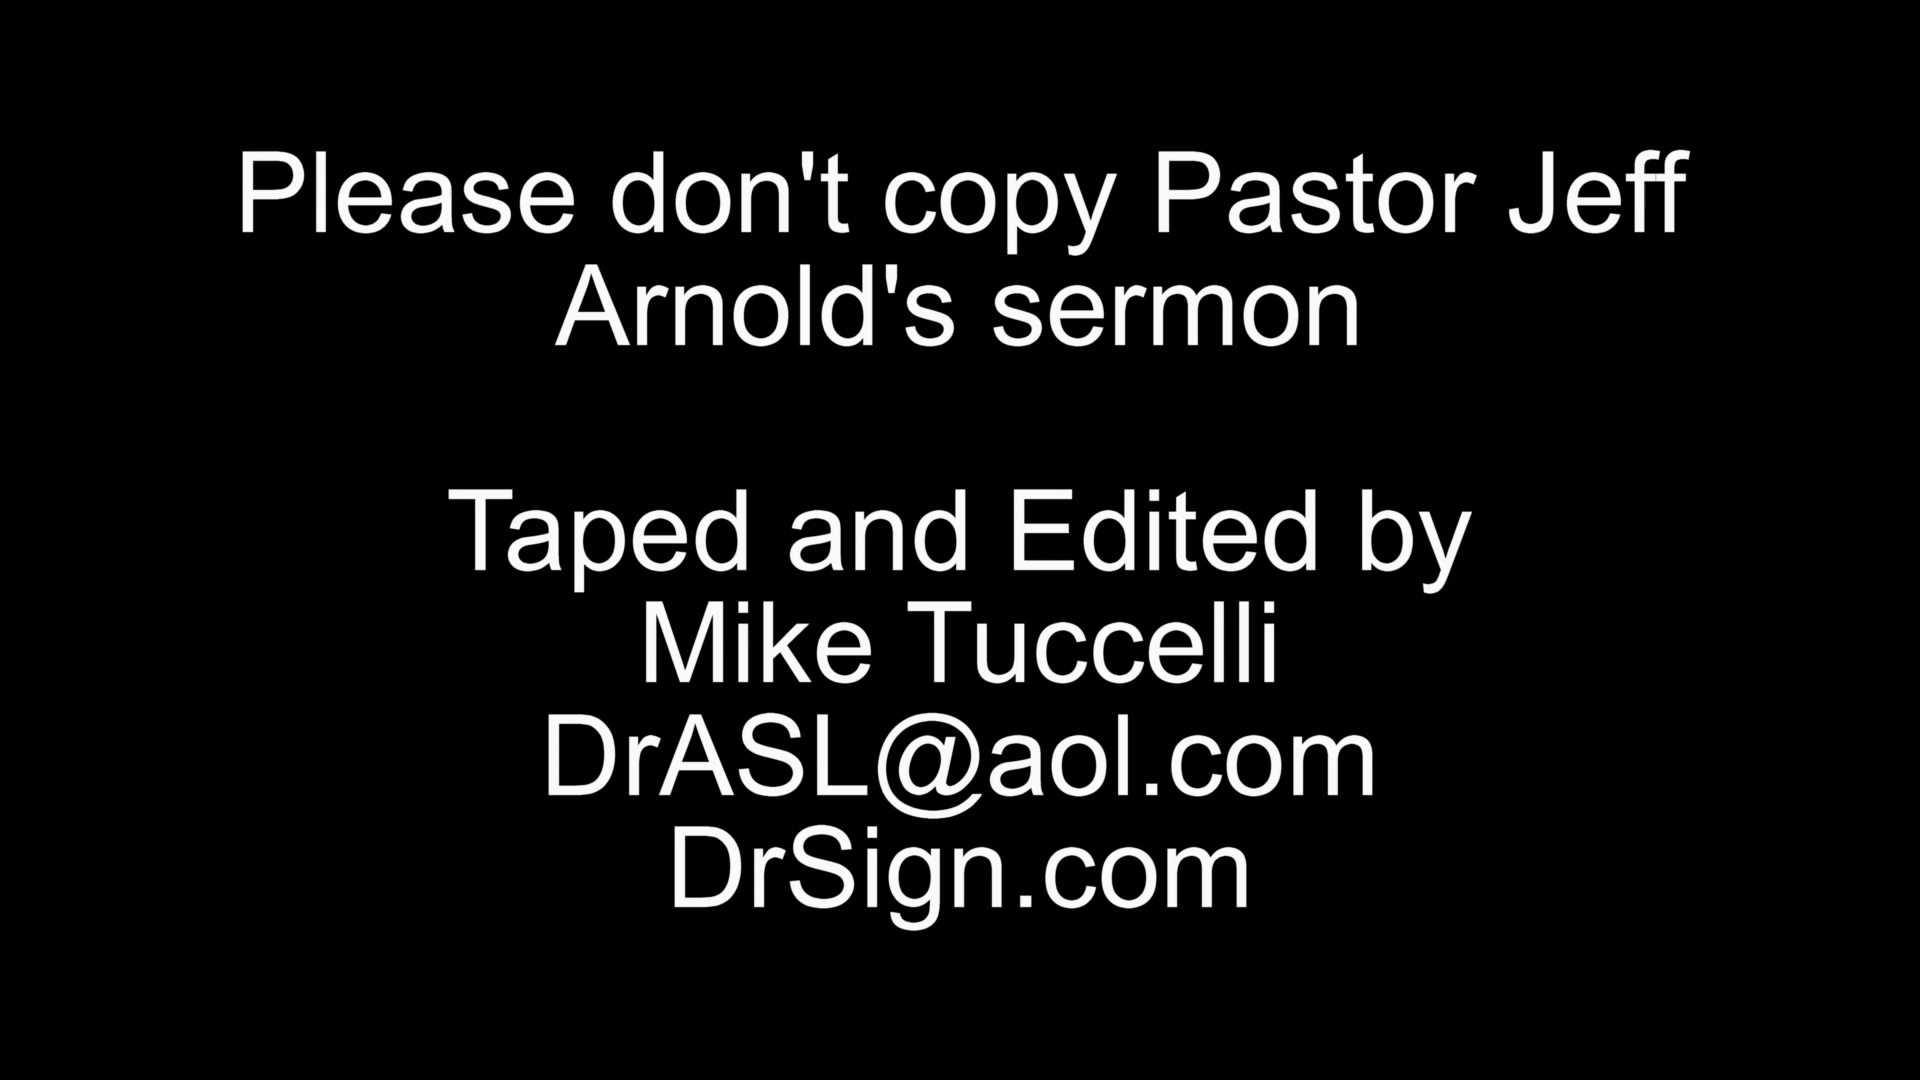 Please don't copy Pastor Jeff
Arnold's sermon
Taped and Edited by
Mike Tuccelli
DrASL@aol.com
DrSign.com